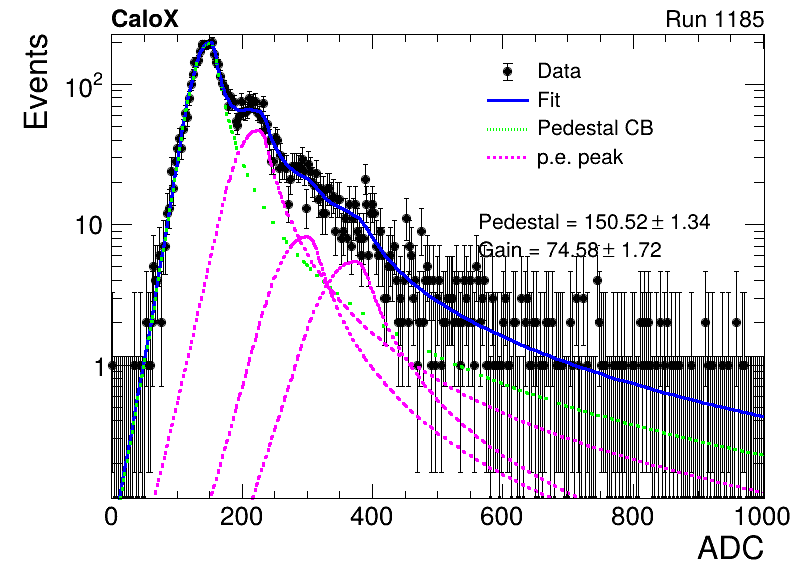 CaloX Run 1185
Events
10²
10
1
Data
Fit
Pedestal CB
p.e. peak
Pedestal = 150.52 ± 1.34
Gain = 74.58 ± 1.72
0 200 400 600 800 1000
ADC